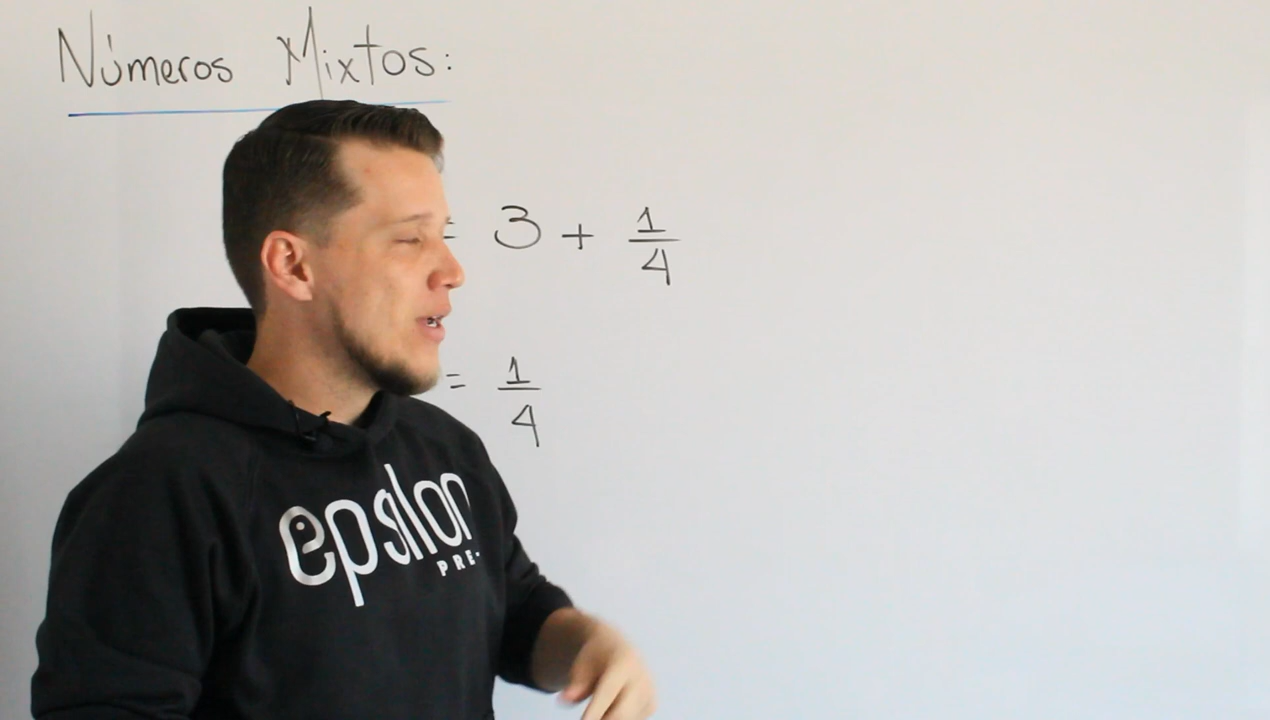 Números Mixtos:
= 3 + 1/4
= 1/4
epsilon
PRE-